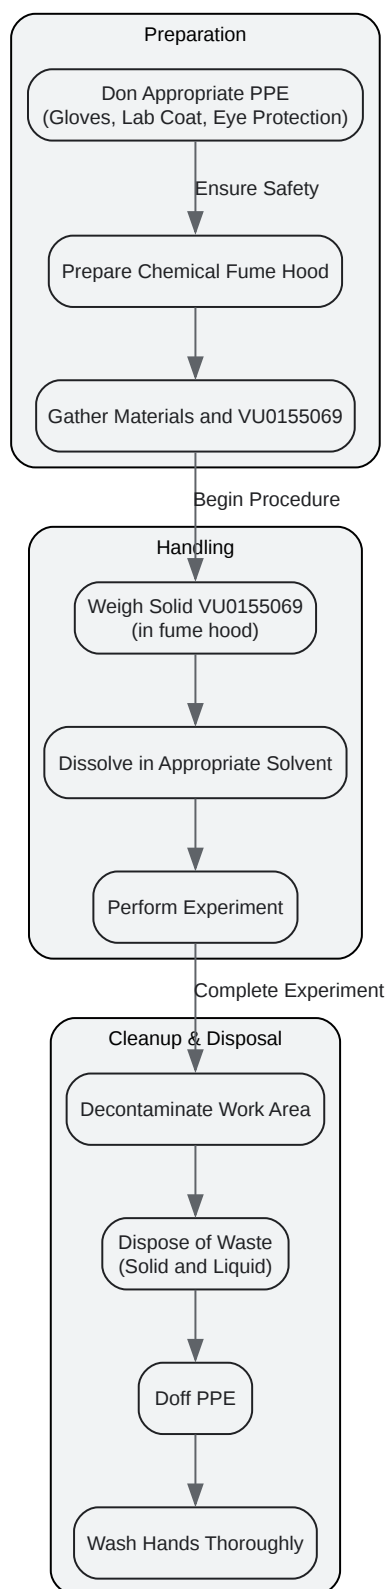 Preparation
Don Appropriate PPE
(Gloves, Lab Coat, Eye Protection)
Ensure Safety
Prepare Chemical Fume Hood
Gather Materials and VU0155069
Begin Procedure
Handling
Weigh Solid VU0155069
(in fume hood)
Dissolve in Appropriate Solvent
Perform Experiment
Complete Experiment
Cleanup & Disposal
Decontaminate Work Area
Dispose of Waste
(Solid and Liquid)
Doff PPE
Wash Hands Thoroughly